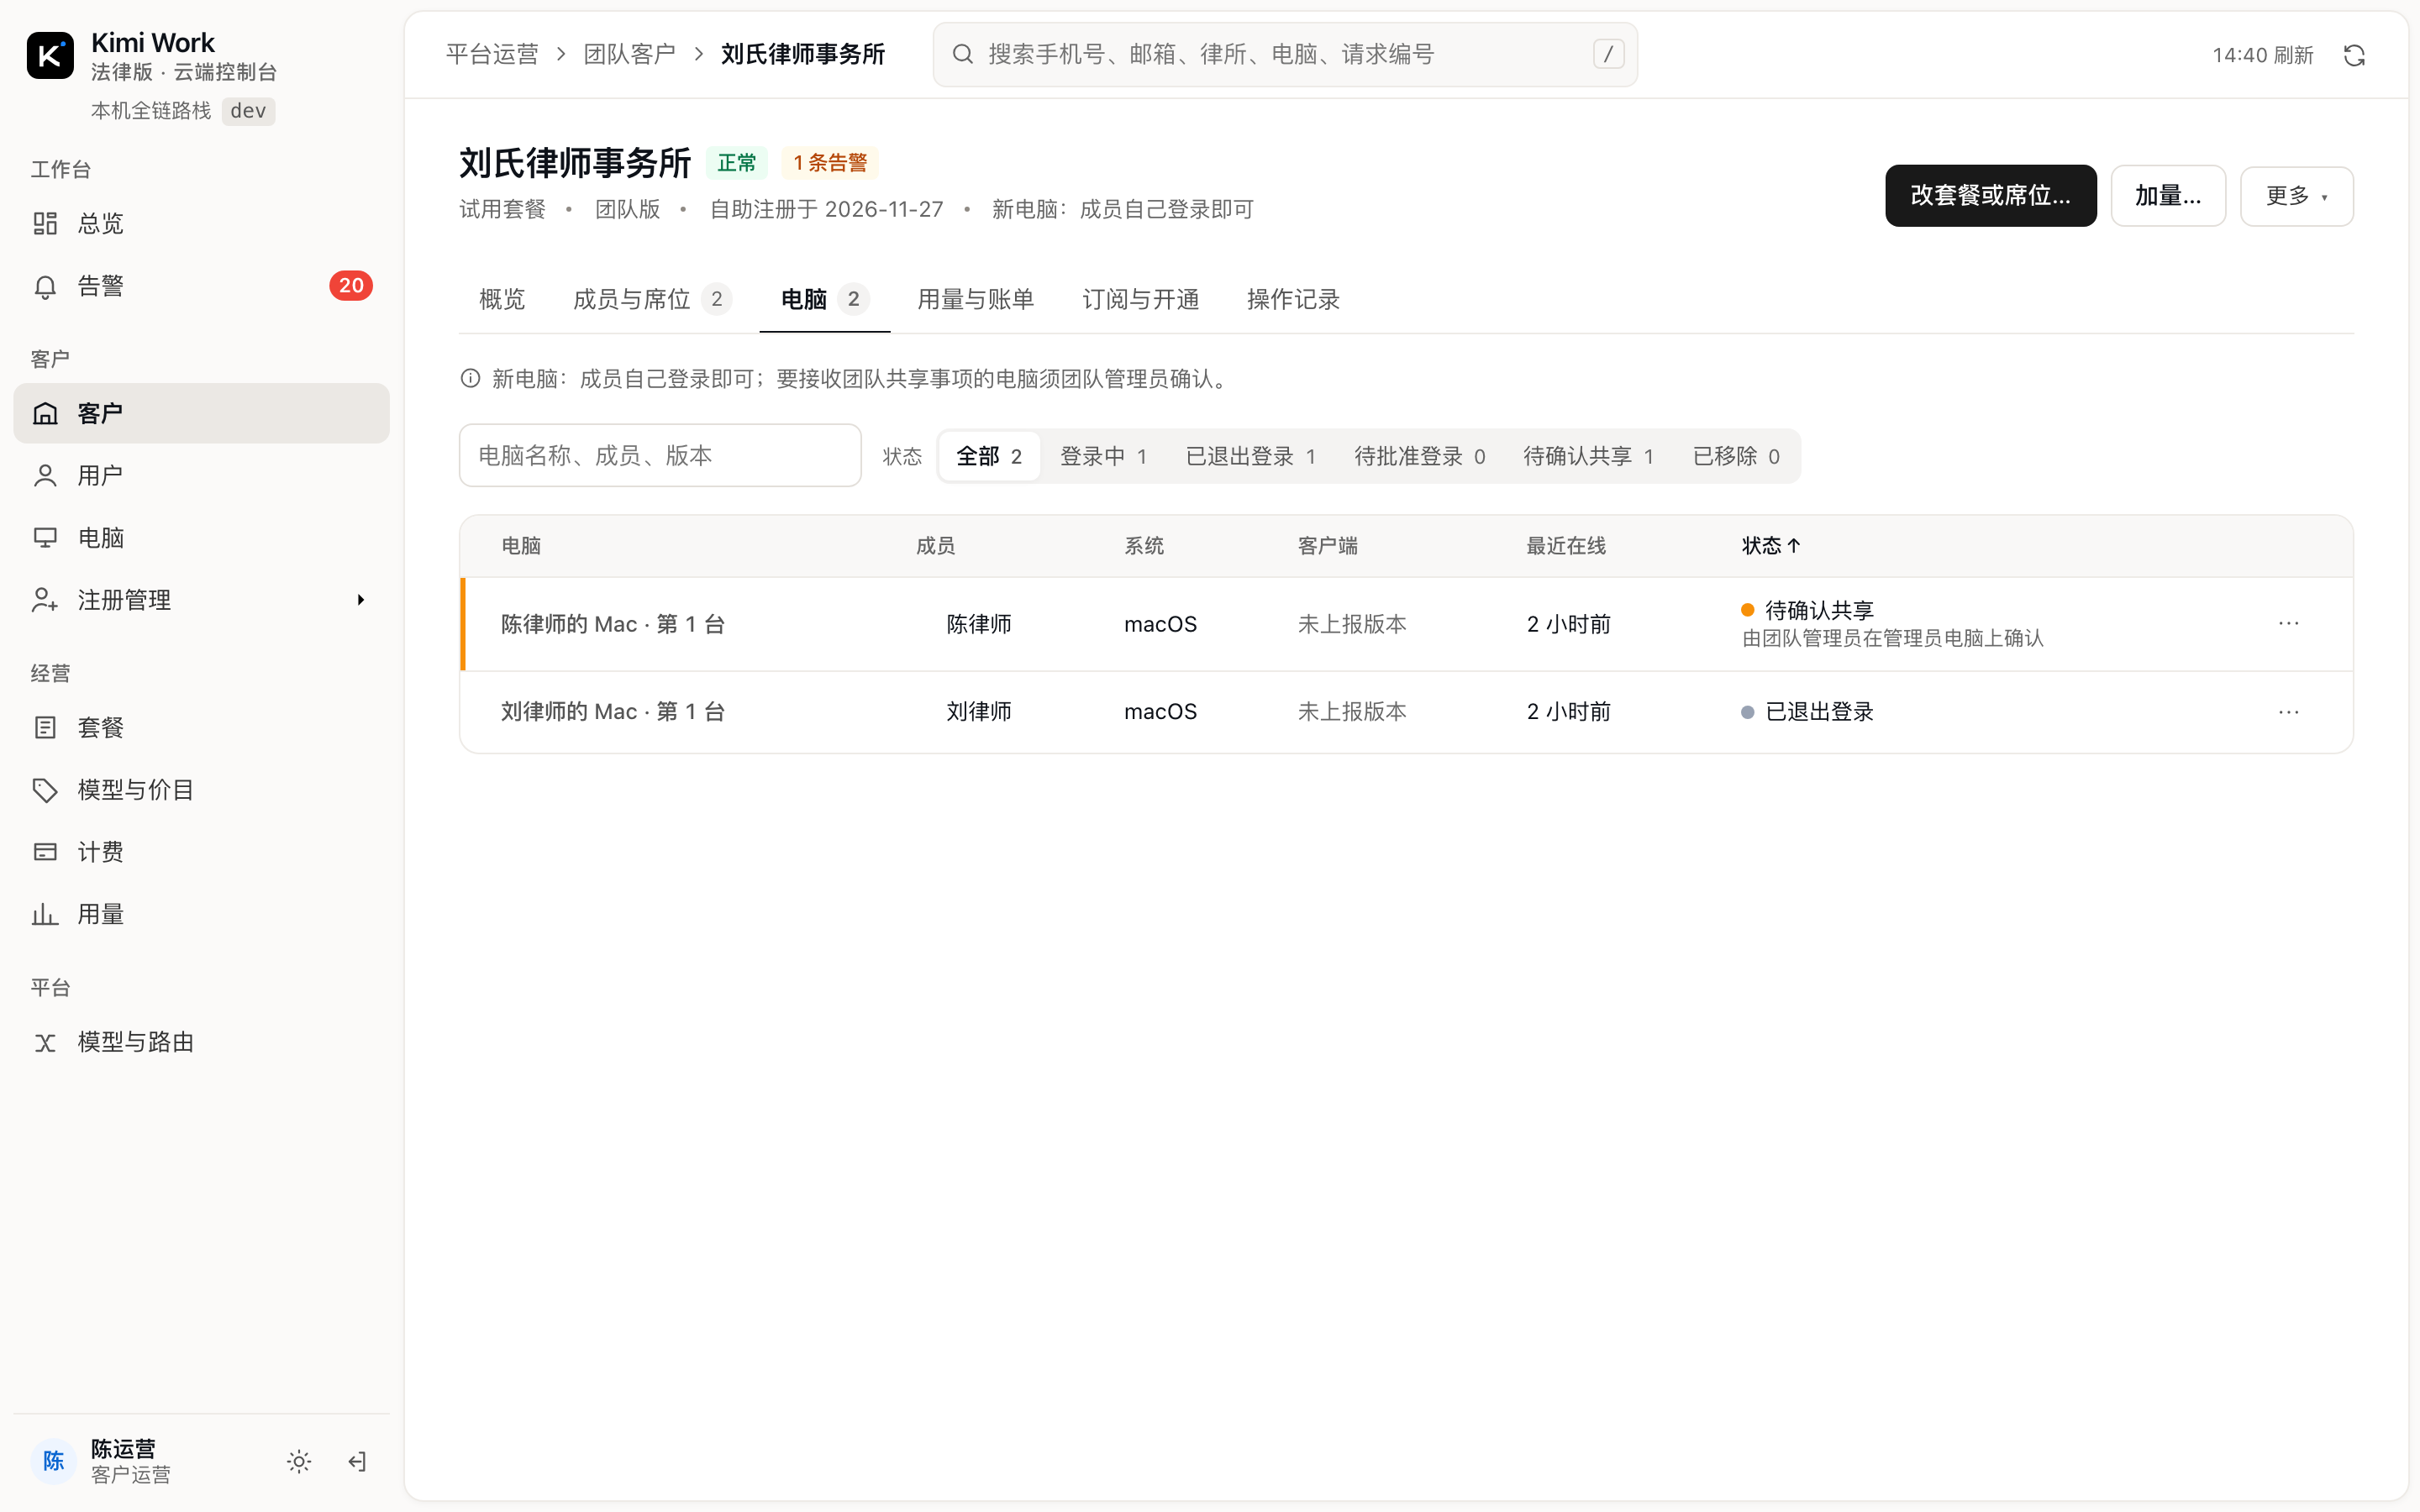 Kimi Work
法律版 · 云端控制台
本机全链路栈 dev
工作台
总览
告警 20
客户
客户
用户
电脑
注册管理
经营
套餐
模型与价目
计费
用量
平台
模型与路由
陈 陈运营
客户运营
平台运营 > 团队客户 > 刘氏律师事务所
搜索手机号、邮箱、律所、电脑、请求编号 /
14:40 刷新
刘氏律师事务所 正常 1 条告警
试用套餐 • 团队版 • 自助注册于 2026-11-27 • 新电脑：成员自己登录即可
改套餐或席位... 加量... 更多
概览 成员与席位 2 电脑 2 用量与账单 订阅与开通 操作记录
新电脑：成员自己登录即可；要接收团队共享事项的电脑须团队管理员确认。
电脑名称、成员、版本 状态 全部 2 登录中 1 已退出登录 1 待批准登录 0 待确认共享 1 已移除 0
电脑 成员 系统 客户端 最近在线 状态 ↑
陈律师的 Mac · 第 1 台 陈律师 macOS 未上报版本 2 小时前 待确认共享
由团队管理员在管理员电脑上确认
···
刘律师的 Mac · 第 1 台 刘律师 macOS 未上报版本 2 小时前 已退出登录 ···